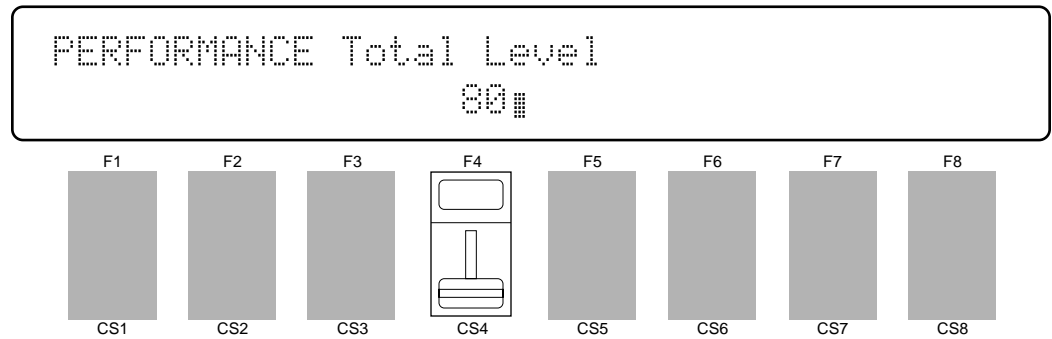 PERFORMANCE Total Level
80
F1 F2 F3 F4 F5 F6 F7 F8
CS1 CS2 CS3 CS4 CS5 CS6 CS7 CS8